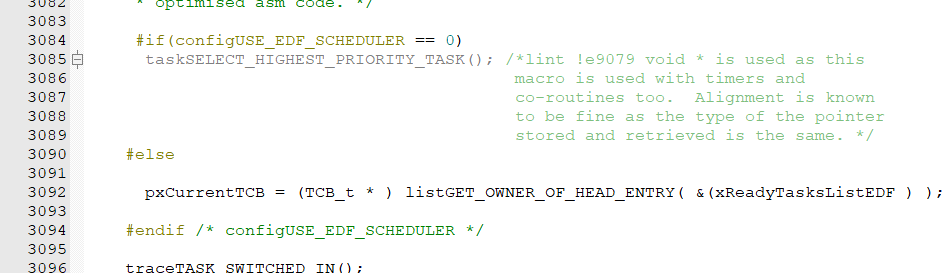 3082 * optimised asm code. */
3083
3084 #if(configUSE_EDF_SCHEDULER == 0)
3085 taskSELECT_HIGHEST_PRIORITY_TASK(); /*lint !e9079 void * is used as this
3086 macro is used with timers and
3087 co-routines too.  Alignment is known
3088 to be fine as the type of the pointer
3089 stored and retrieved is the same. */
3090 #else
3091
3092 pxCurrentTCB = (TCB_t * ) listGET_OWNER_OF_HEAD_ENTRY( &(xReadyTasksListEDF ) );
3093
3094 #endif /* configUSE_EDF_SCHEDULER */
3095
3096 traceTASK_SWITCHED_IN();